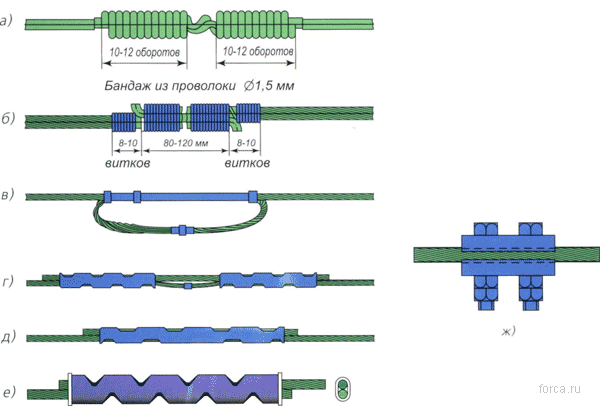 а)
10-12 оборотов 10-12 оборотов
Бандаж из проволоки ∅1,5 мм
б)
8-10 80-120 мм 8-10
витков витков
в)
г)
ж)
д)
е)
forca.ru